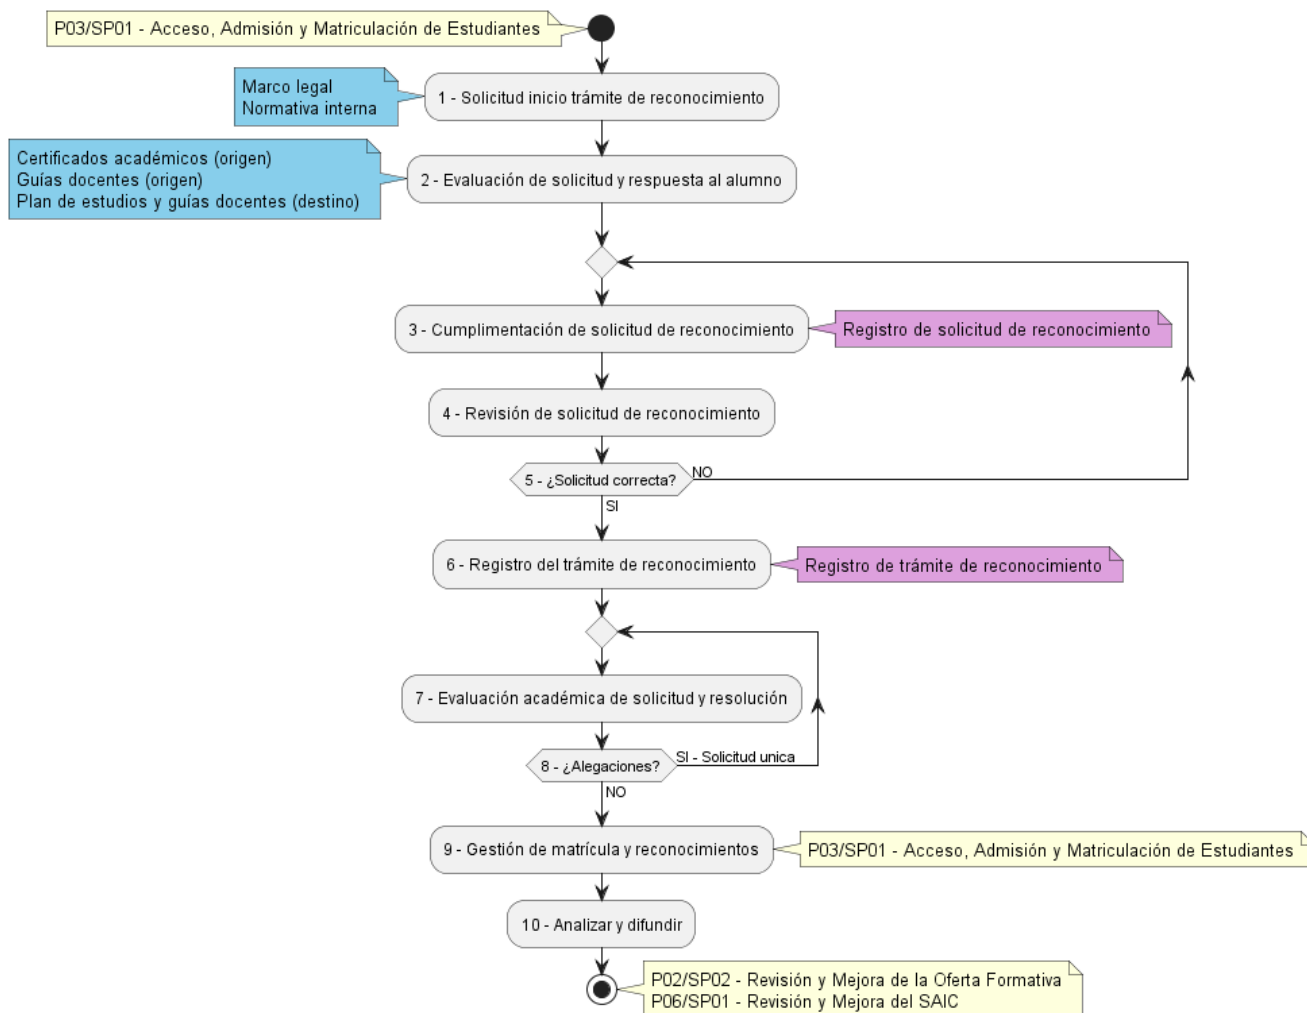 P03/SP01 - Acceso, Admisión y Matriculación de Estudiantes
Marco legal
Normativa interna
1 - Solicitud inicio trámite de reconocimiento
Certificados académicos (origen)
Guías docentes (origen)
Plan de estudios y guías docentes (destino)
2 - Evaluación de solicitud y respuesta al alumno
3 - Cumplimentación de solicitud de reconocimiento
Registro de solicitud de reconocimiento
4 - Revisión de solicitud de reconocimiento
5 - ¿Solicitud correcta?
NO
SI
6 - Registro del trámite de reconocimiento
Registro de trámite de reconocimiento
7 - Evaluación académica de solicitud y resolución
8 - ¿Alegaciones?
SI - Solicitud unica
NO
9 - Gestión de matrícula y reconocimientos
P03/SP01 - Acceso, Admisión y Matriculación de Estudiantes
10 - Analizar y difundir
P02/SP02 - Revisión y Mejora de la Oferta Formativa
P06/SP01 - Revisión y Mejora del SAIC